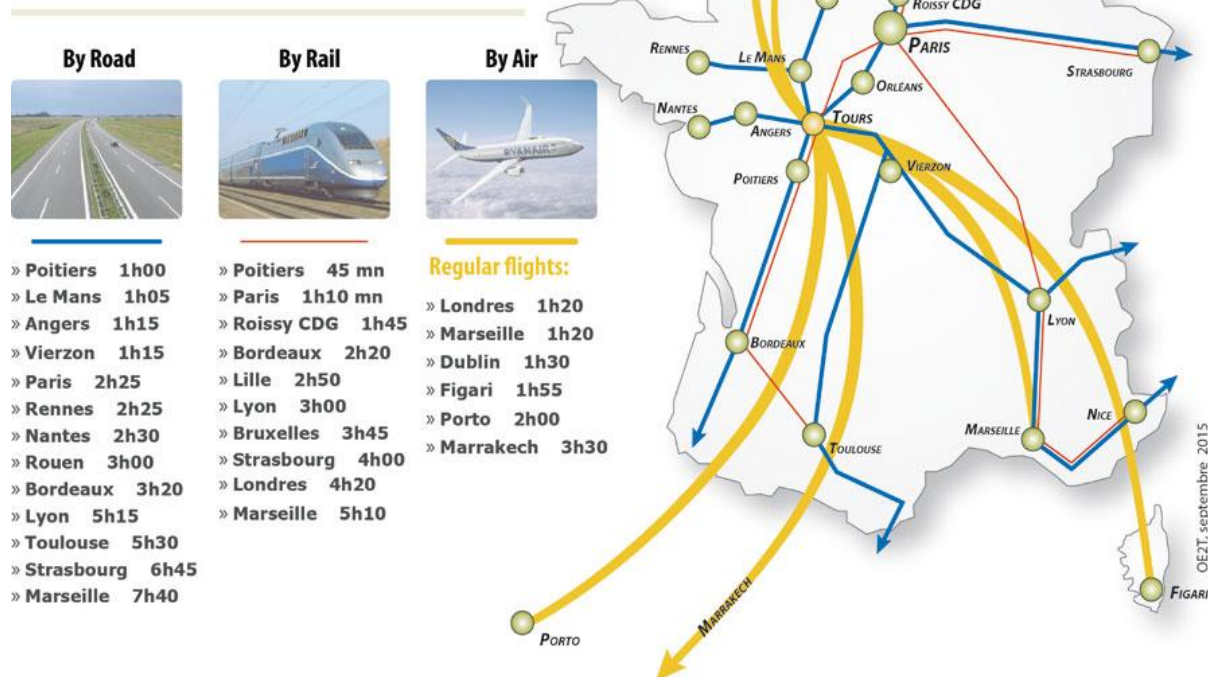 By Road
» Poitiers 1h00
» Le Mans 1h05
» Angers 1h15
» Vierzon 1h15
» Paris 2h25
» Rennes 2h25
» Nantes 2h30
» Rouen 3h00
» Bordeaux 3h20
» Lyon 5h15
» Toulouse 5h30
» Strasbourg 6h45
» Marseille 7h40
By Rail
» Poitiers 45 mn
» Paris 1h10 mn
» Roissy CDG 1h45
» Bordeaux 2h20
» Lille 2h50
» Lyon 3h00
» Bruxelles 3h45
» Strasbourg 4h00
» Londres 4h20
» Marseille 5h10
By Air
RYANAIR
Regular flights:
» Londres 1h20
» Marseille 1h20
» Dublin 1h30
» Figari 1h55
» Porto 2h00
» Marrakech 3h30
ROISSY CDG
PARIS
RENNES
LE MANS
STRASBOURG
ORLÉANS
NANTES
ANGERS
TOURS
POITIERS
VIERZON
LYON
BORDEAUX
NICE
MARSEILLE
TOULOUSE
FIGARI
MARRAKECH
PORTO
OE2T, septembre 2015